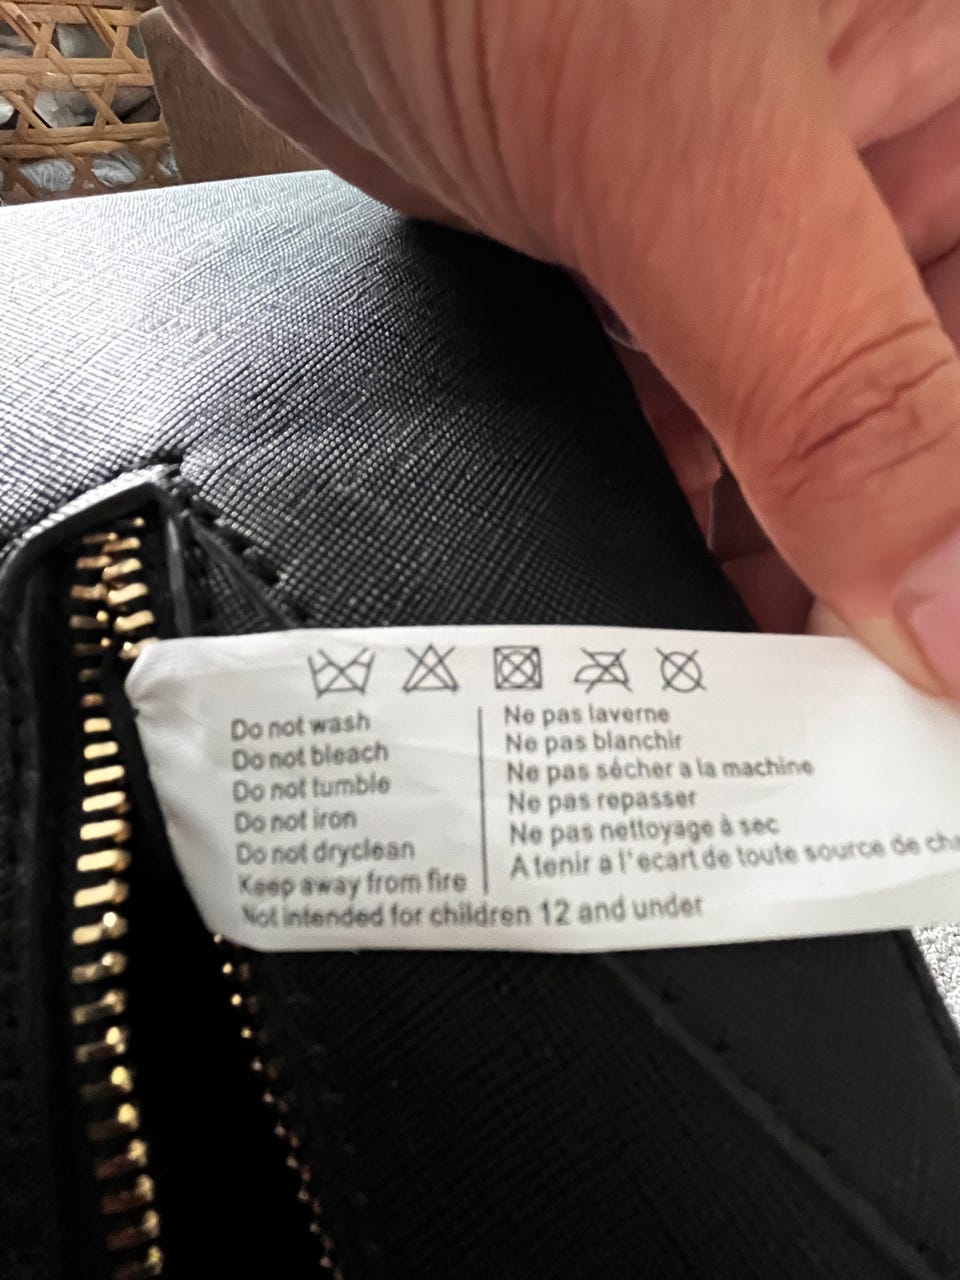 Do not wash
Do not bleach
Do not tumble
Do not iron
Do not dryclean
Keep away from fire
Ne pas laverne
Ne pas blanchir
Ne pas sécher a la machine
Ne pas repasser
Ne pas nettoyage à sec
A tenir a l'ecart de toute source de cha
Not intended for children 12 and under